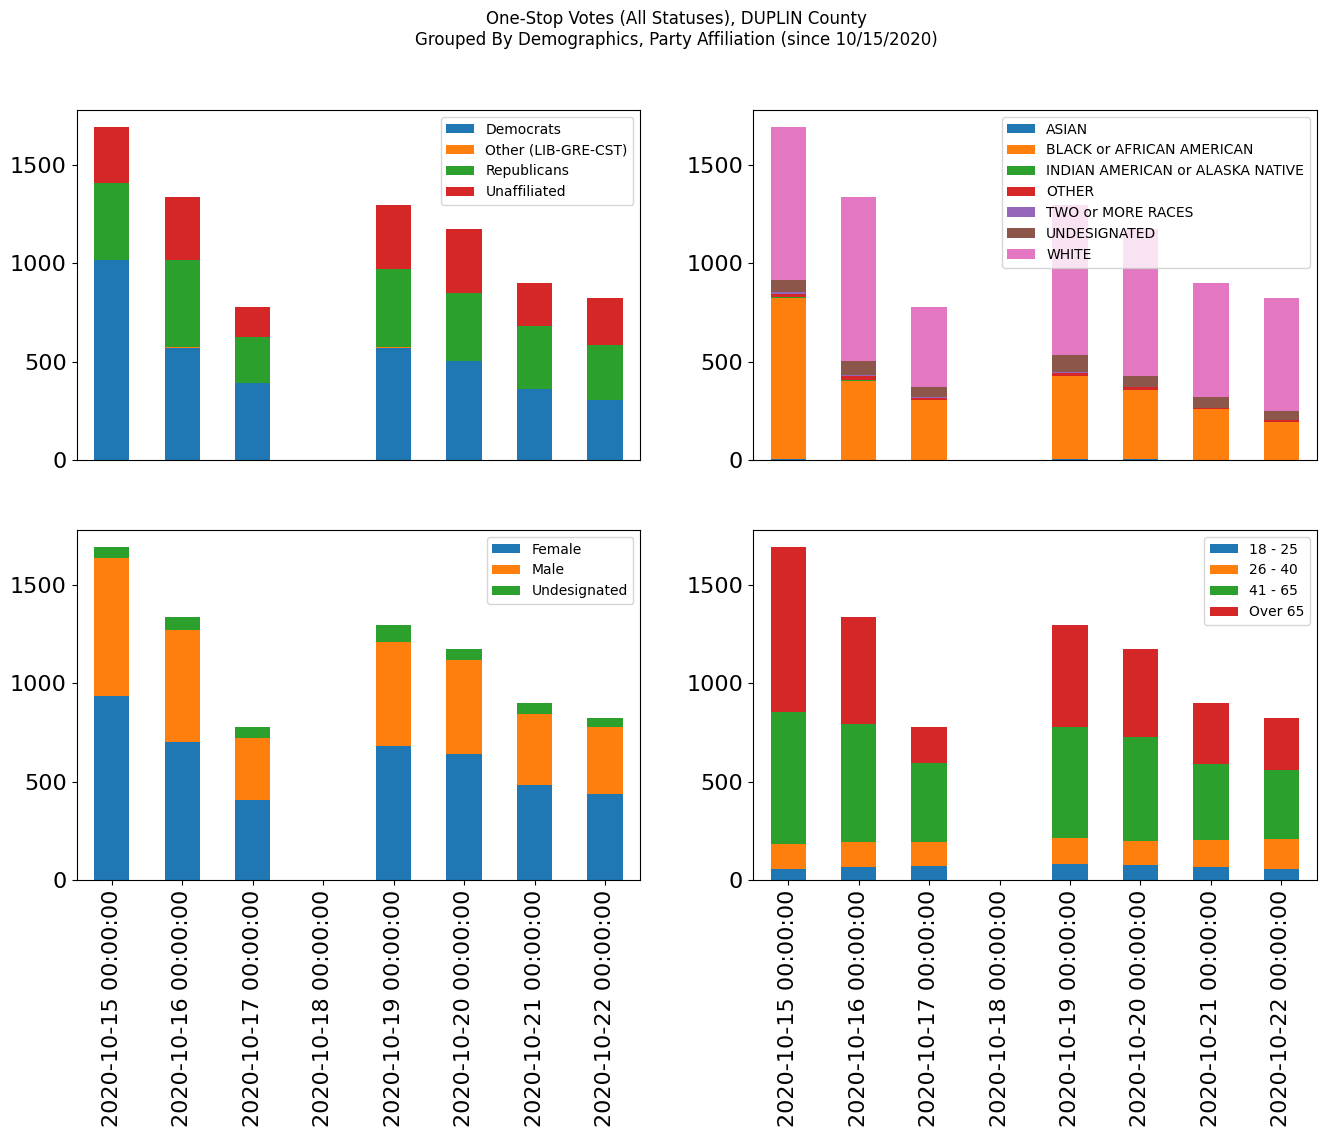 One-Stop Votes (All Statuses), DUPLIN County
Grouped By Demographics, Party Affiliation (since 10/15/2020)
1500
1000
500
0
Democrats
Other (LIB-GRE-CST)
Republicans
Unaffiliated
1500
1000
500
0
ASIAN
BLACK or AFRICAN AMERICAN
INDIAN AMERICAN or ALASKA NATIVE
OTHER
TWO or MORE RACES
UNDESIGNATED
WHITE
1500
1000
500
0
Female
Male
Undesignated
2020-10-15 00:00:00
2020-10-16 00:00:00
2020-10-17 00:00:00
2020-10-18 00:00:00
2020-10-19 00:00:00
2020-10-20 00:00:00
2020-10-21 00:00:00
2020-10-22 00:00:00
1500
1000
500
0
18 - 25
26 - 40
41 - 65
Over 65
2020-10-15 00:00:00
2020-10-16 00:00:00
2020-10-17 00:00:00
2020-10-18 00:00:00
2020-10-19 00:00:00
2020-10-20 00:00:00
2020-10-21 00:00:00
2020-10-22 00:00:00